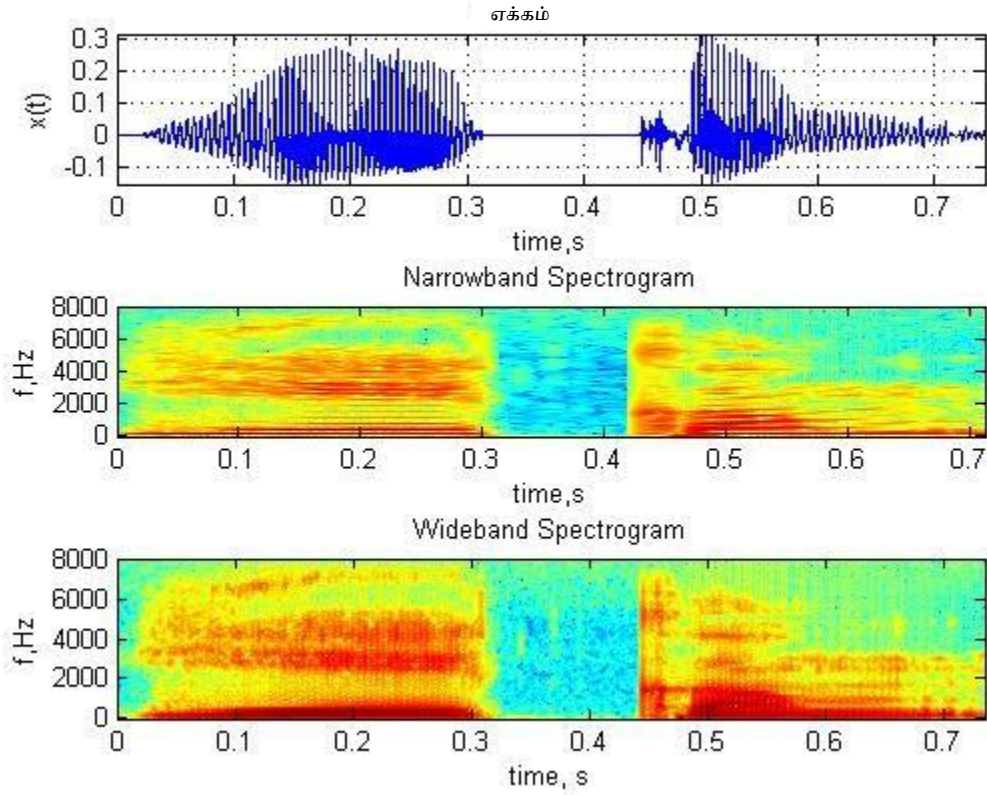 எக்கம்
0.3
0.2
0.1
0
-0.1
x(t)
0 0.1 0.2 0.3 0.4 0.5 0.6 0.7
time,s
Narrowband Spectrogram
8000
6000
4000
2000
0
f,Hz
0 0.1 0.2 0.3 0.4 0.5 0.6 0.7
time,s
Wideband Spectrogram
8000
6000
4000
2000
0
f,Hz
0 0.1 0.2 0.3 0.4 0.5 0.6 0.7
time, s